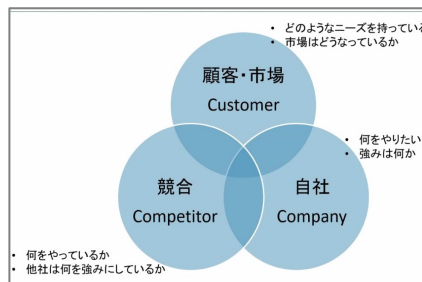 • どのようなニーズを持っている
• 市場はどうなっているか
顧客・市場
Customer
• 何をやりたい
• 強みは何か
競合
Competitor
自社
Company
• 何をやっているか
• 他社は何を強みにしているか